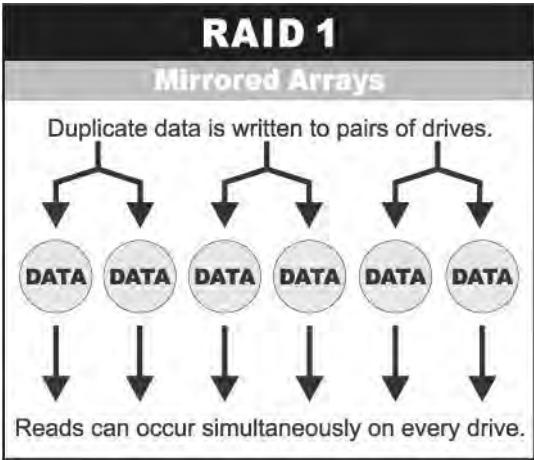 RAID 1
Mirrored Arrays
Duplicate data is written to pairs of drives.
DATA DATA DATA DATA DATA DATA
Reads can occur simultaneously on every drive.